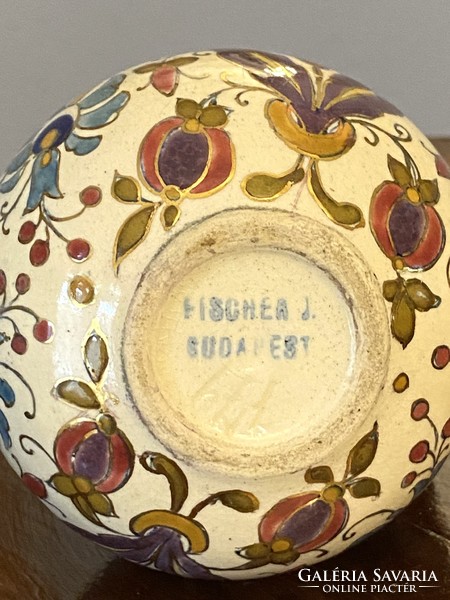 FISCHER J.
BUDAPEST
GALÉRIA SAVARIA
ONLINE PIACTÉR